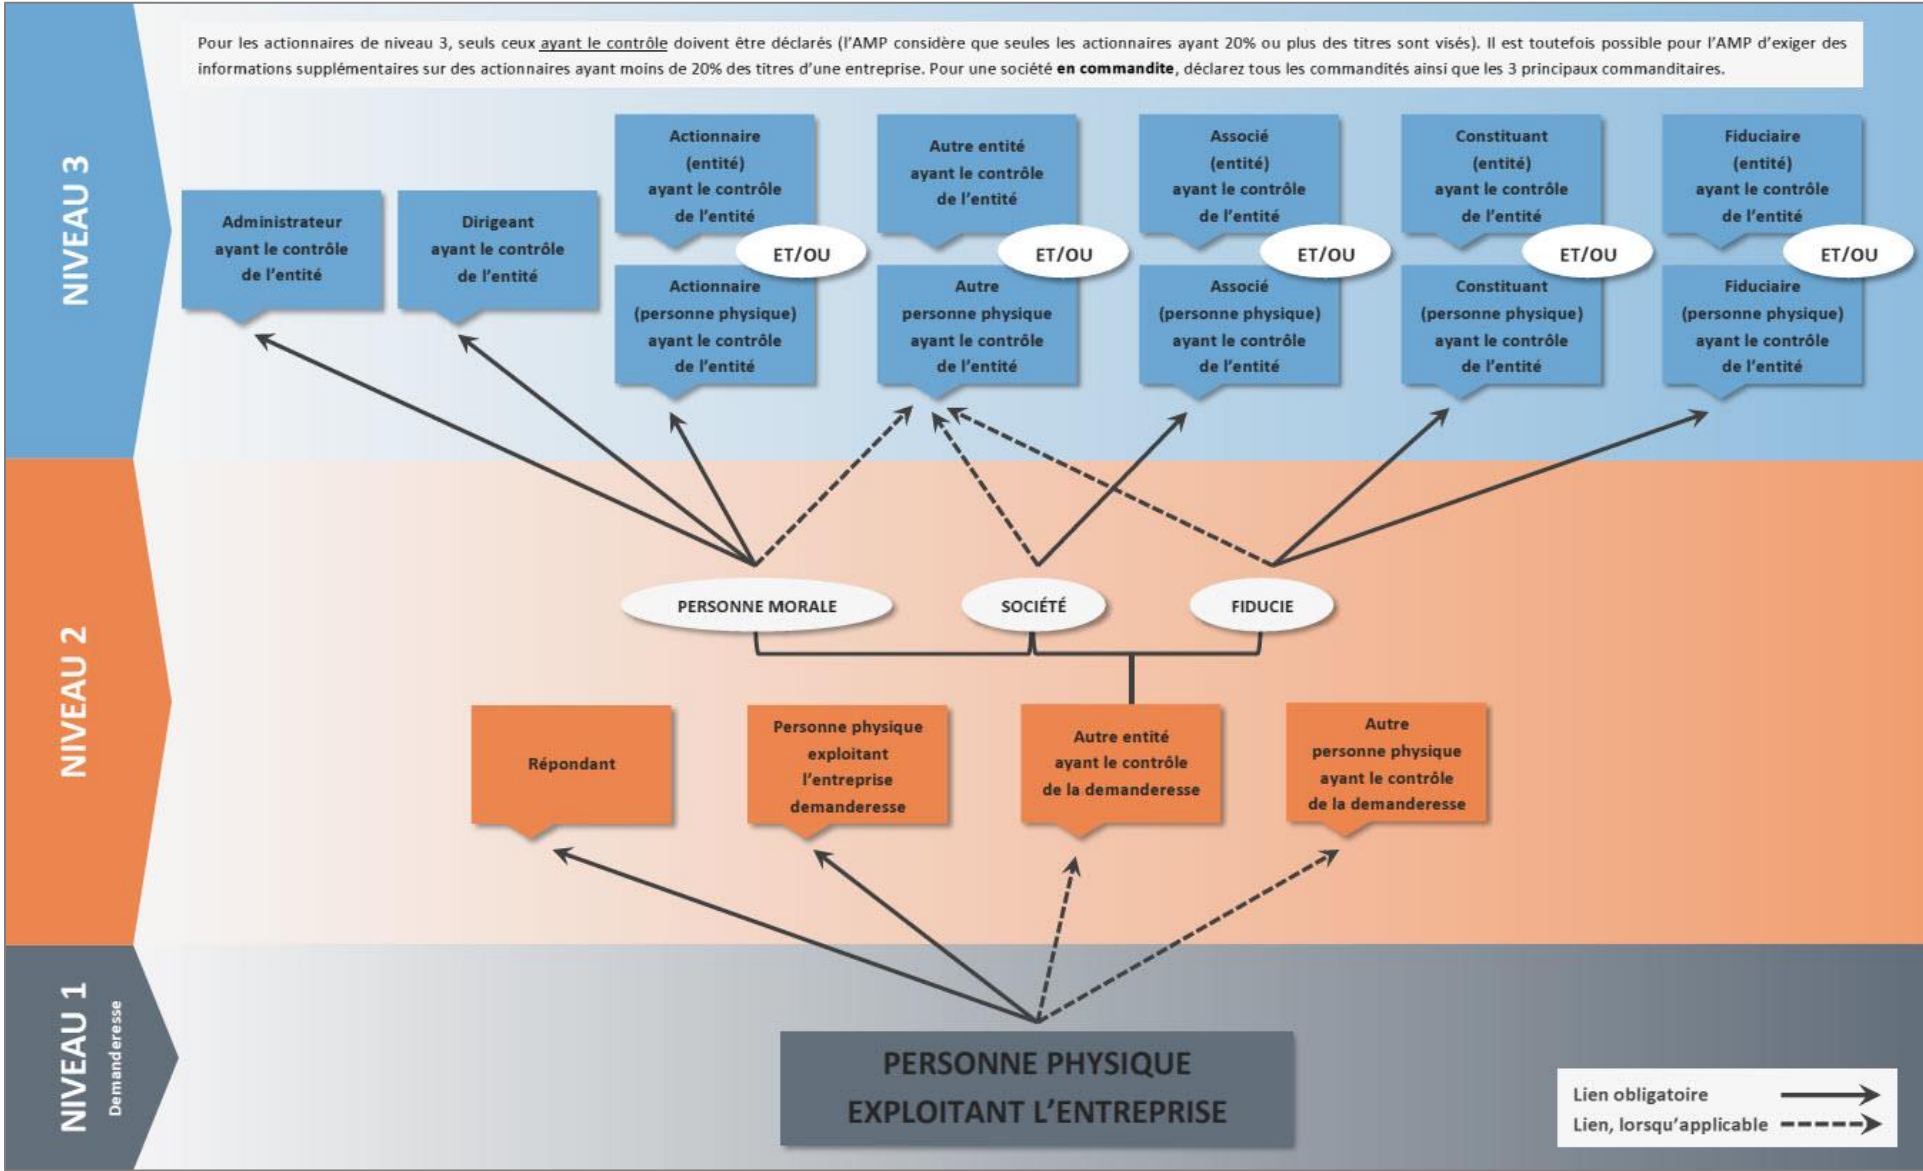 Pour les actionnaires de niveau 3, seuls ceux ayant le contrôle doivent être déclarés (l'AMP considère que seules les actionnaires ayant 20% ou plus des titres sont visés). Il est toutefois possible pour l'AMP d'exiger des
informations supplémentaires sur des actionnaires ayant moins de 20% des titres d'une entreprise. Pour une société en commandite, déclarez tous les commandités ainsi que les 3 principaux commanditaires.
NIVEAU 3
Administrateur
ayant le contrôle
de l'entité
Dirigeant
ayant le contrôle
de l'entité
Actionnaire
(entité)
ayant le contrôle
de l'entité
ET/OU
Actionnaire
(personne physique)
ayant le contrôle
de l'entité
Autre entité
ayant le contrôle
de l'entité
ET/OU
Autre
personne physique
ayant le contrôle
de l'entité
Associé
(entité)
ayant le contrôle
de l'entité
ET/OU
Associé
(personne physique)
ayant le contrôle
de l'entité
Constituant
(entité)
ayant le contrôle
de l'entité
ET/OU
Constituant
(personne physique)
ayant le contrôle
de l'entité
Fiduciaire
(entité)
ayant le contrôle
de l'entité
ET/OU
Fiduciaire
(personne physique)
ayant le contrôle
de l'entité
NIVEAU 2
PERSONNE MORALE
SOCIÉTÉ
FIDUCIE
Répondant
Personne physique
exploitant
l'entreprise
demanderesse
Autre entité
ayant le contrôle
de la demanderesse
Autre
personne physique
ayant le contrôle
de la demanderesse
NIVEAU 1
Demanderesse
PERSONNE PHYSIQUE
EXPLOITANT L'ENTREPRISE
Lien obligatoire
Lien, lorsqu'applicable